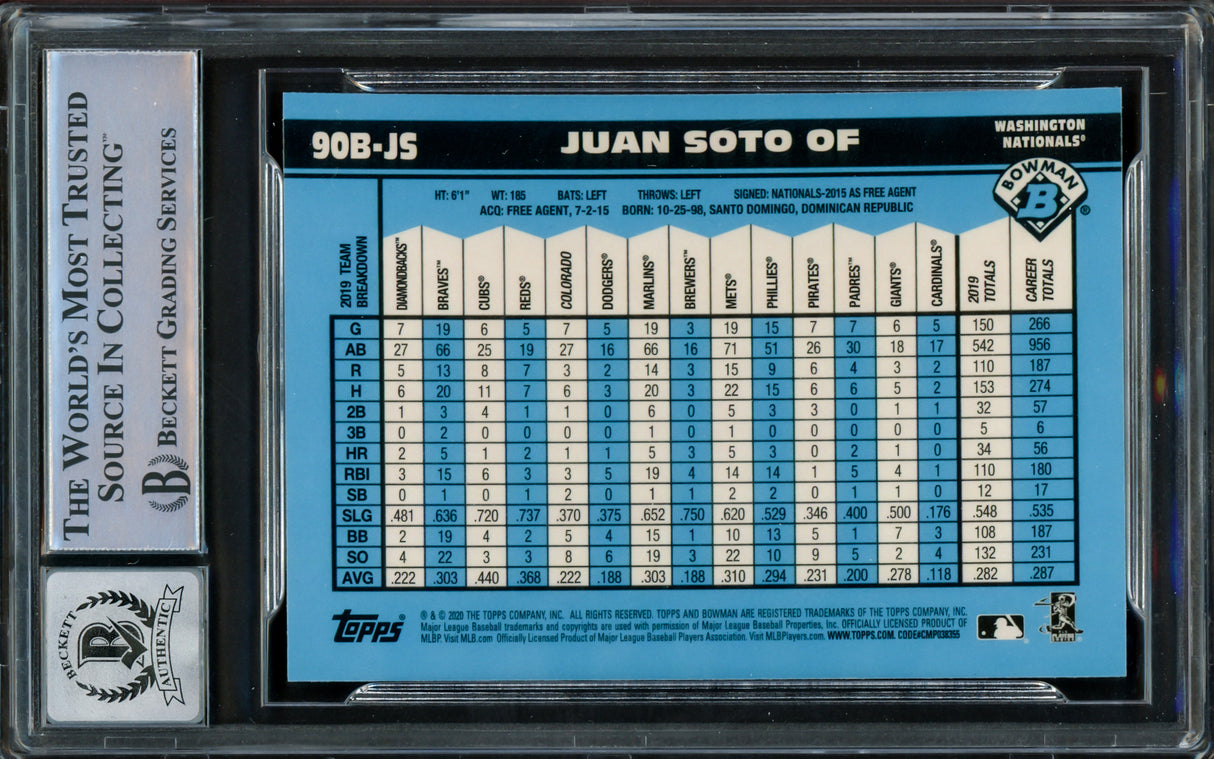 THE WORLD'S MOST TRUSTED
SOURCE IN COLLECTING™
B BECKETT GRADING SERVICES
BECKETT
B
AUTHENTIC
90B-JS
JUAN SOTO OF
WASHINGTON
NATIONALS®
BOWMAN
B
®
HT: 6'1" WT: 185 BATS: LEFT THROWS: LEFT SIGNED: NATIONALS-2015 AS FREE AGENT
ACQ: FREE AGENT, 7-2-15 BORN: 10-25-98, SANTO DOMINGO, DOMINICAN REPUBLIC
2019 TEAM BREAKDOWN DIAMONDBACKS™ BRAVES™ CUBS® REDS® COLORADO DODGERS® MARLINS® BREWERS™ METS® PHILLIES® PIRATES® PADRES™ GIANTS® CARDINALS® 2019 TOTALS CAREER TOTALS
G 7 19 6 5 7 5 19 3 19 15 7 7 6 5 150 266
AB 27 66 25 19 27 16 66 16 71 51 26 30 18 17 542 956
R 5 13 8 7 3 2 14 3 15 9 6 4 3 2 110 187
H 6 20 11 7 6 3 20 3 22 15 6 6 5 2 153 274
2B 1 3 4 1 1 0 6 0 5 3 3 0 1 1 32 57
3B 0 2 0 0 0 0 1 0 1 0 0 0 0 0 5 6
HR 2 5 1 2 1 1 5 3 5 3 0 2 1 0 34 56
RBI 3 15 6 3 3 5 19 4 14 14 1 5 4 1 110 180
SB 0 1 0 1 2 0 1 1 2 2 0 1 1 0 12 17
SLG .481 .636 .720 .737 .370 .375 .652 .750 .620 .529 .346 .400 .500 .176 .548 .535
BB 2 19 4 2 5 4 15 1 10 13 5 1 7 3 108 187
SO 4 22 3 3 8 6 19 3 22 10 9 5 2 4 132 231
AVG .222 .303 .440 .368 .222 .188 .303 .188 .310 .294 .231 .200 .278 .118 .282 .287
Topps®
® & © 2020 THE TOPPS COMPANY, INC. ALL RIGHTS RESERVED. TOPPS AND BOWMAN ARE REGISTERED TRADEMARKS OF THE TOPPS COMPANY, INC.
Major League Baseball trademarks and copyrights are used with permission of Major League Baseball Properties, Inc. OFFICIALLY LICENSED PRODUCT OF
MLBP. Visit MLB.com Officially Licensed Product of Major League Baseball Players Association. Visit MLBPlayers.com. WWW.TOPPS.COM. CODE#CMP038355